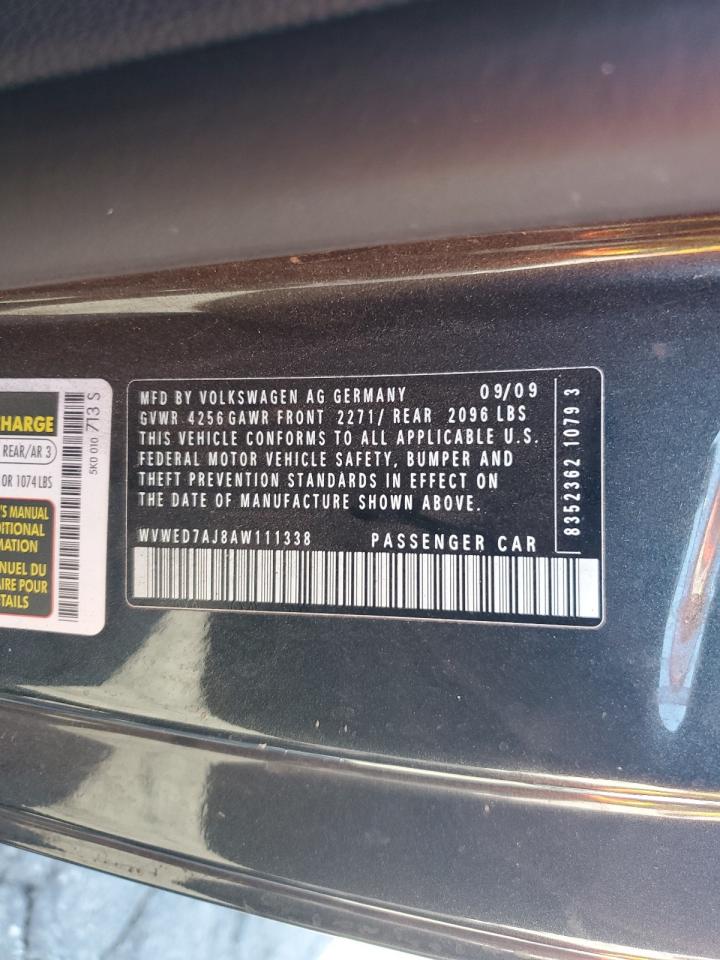 CHARGE
REAR/AR 3
OR 1074 LBS
'S MANUAL
DITIONAL
MATION
NUEL DU
IRE POUR
TAILS
5K0 010 713 S
MFD BY VOLKSWAGEN AG GERMANY 09/09
GVWR 4256 GAWR FRONT 2271/ REAR 2096 LBS
THIS VEHICLE CONFORMS TO ALL APPLICABLE U.S.
FEDERAL MOTOR VEHICLE SAFETY, BUMPER AND
THEFT PREVENTION STANDARDS IN EFFECT ON
THE DATE OF MANUFACTURE SHOWN ABOVE.
WVWED7AJ8AW111338 PASSENGER CAR
8352362 1079 3